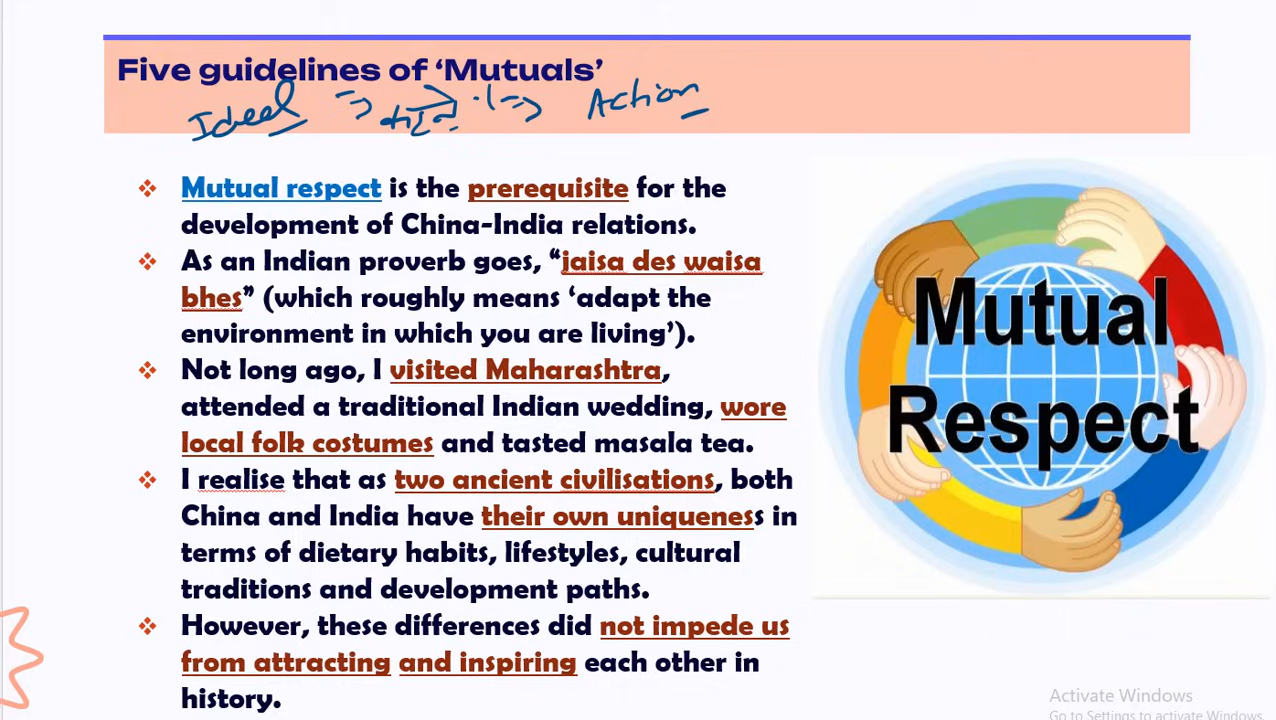 Five guidelines of ‘Mutuals’
Ideal => => Action
❖ Mutual respect is the prerequisite for the
development of China-India relations.
❖ As an Indian proverb goes, “jaisa des waisa
bhes” (which roughly means ‘adapt the
environment in which you are living’).
❖ Not long ago, I visited Maharashtra,
attended a traditional Indian wedding, wore
local folk costumes and tasted masala tea.
❖ I realise that as two ancient civilisations, both
China and India have their own uniqueness in
terms of dietary habits, lifestyles, cultural
traditions and development paths.
❖ However, these differences did not impede us
from attracting and inspiring each other in
history.
Mutual
Respect
Activate Windows
Go to Settings to activate Windows.